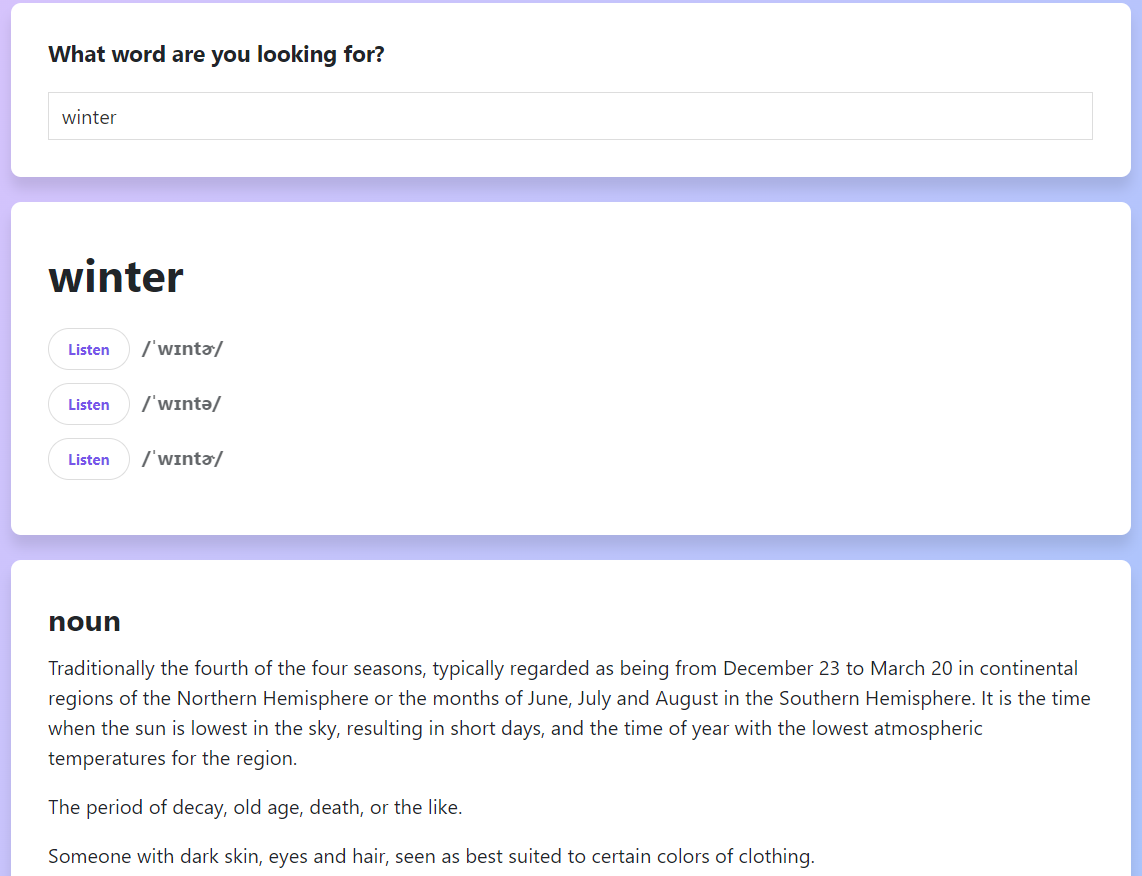 What word are you looking for?
winter
winter
Listen /ˈwɪntɚ/
Listen /ˈwɪntə/
Listen /ˈwɪntɚ/
noun
Traditionally the fourth of the four seasons, typically regarded as being from December 23 to March 20 in continental
regions of the Northern Hemisphere or the months of June, July and August in the Southern Hemisphere. It is the time
when the sun is lowest in the sky, resulting in short days, and the time of year with the lowest atmospheric
temperatures for the region.
The period of decay, old age, death, or the like.
Someone with dark skin, eyes and hair, seen as best suited to certain colors of clothing.